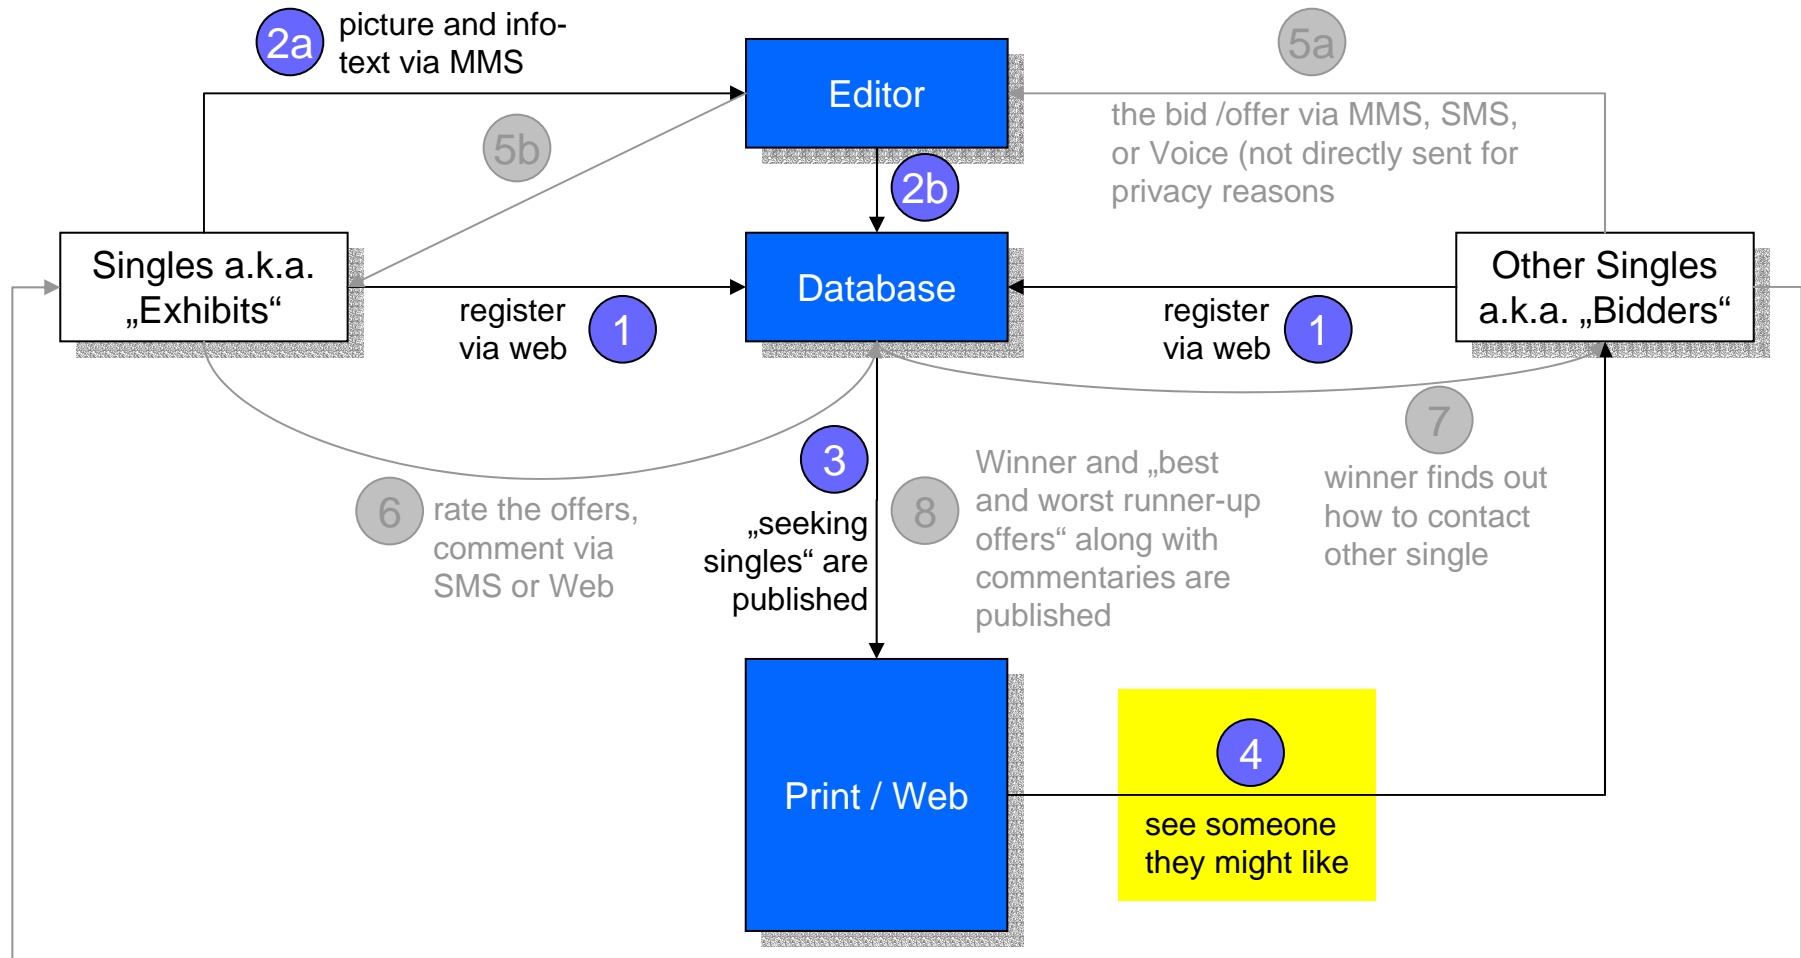 2a
picture and info-
text via MMS
Editor
5a
the bid /offer via MMS, SMS,
or Voice (not directly sent for
privacy reasons
5b
2b
Singles a.k.a.
„Exhibits“
Database
Other Singles
a.k.a. „Bidders“
register
via web
1
register
via web
1
3
„seeking
singles“ are
published
6
rate the offers,
comment via
SMS or Web
8
Winner and „best
and worst runner-up
offers“ along with
commentaries are
published
7
winner finds out
how to contact
other single
Print / Web
4
see someone
they might like